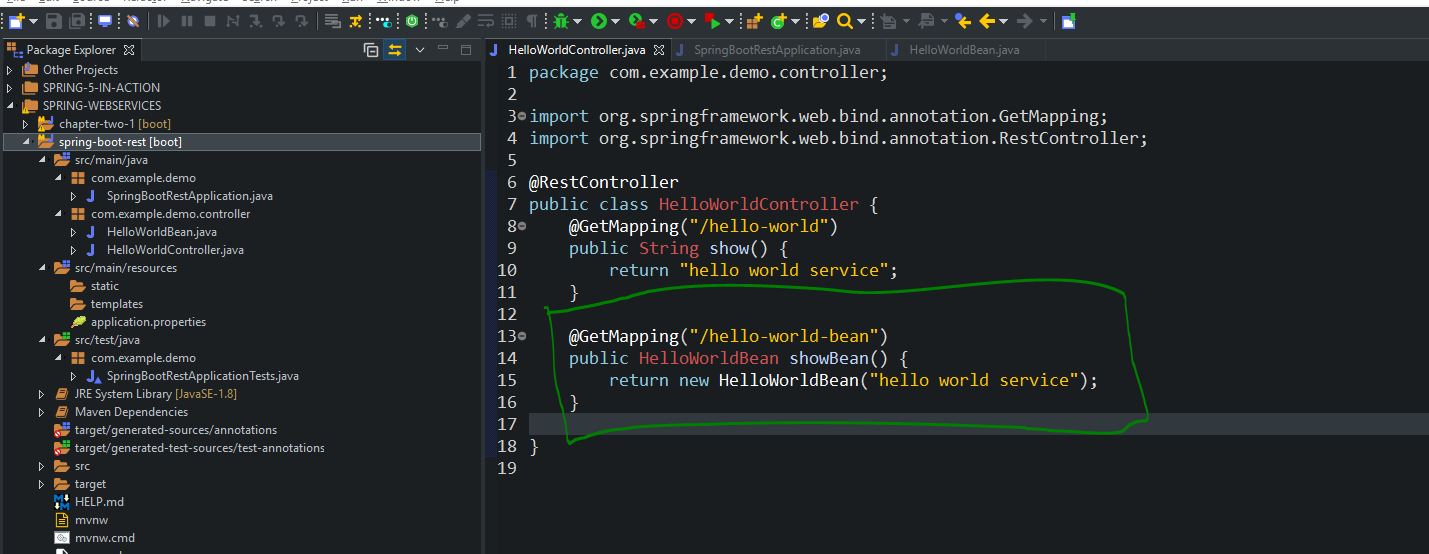 Package Explorer
Other Projects
SPRING-5-IN-ACTION
SPRING-WEBSERVICES
chapter-two-1 [boot]
spring-boot-rest [boot]
src/main/java
com.example.demo
SpringBootRestApplication.java
com.example.demo.controller
HelloWorldBean.java
HelloWorldController.java
src/main/resources
static
templates
application.properties
src/test/java
com.example.demo
SpringBootRestApplicationTests.java
JRE System Library [JavaSE-1.8]
Maven Dependencies
target/generated-sources/annotations
target/generated-test-sources/test-annotations
src
target
HELP.md
mvnw
mvnw.cmd
HelloWorldController.java SpringBootRestApplication.java HelloWorldBean.java
1 package com.example.demo.controller;
2
3 import org.springframework.web.bind.annotation.GetMapping;
4 import org.springframework.web.bind.annotation.RestController;
5
6 @RestController
7 public class HelloWorldController {
8 @GetMapping("/hello-world")
9 public String show() {
10 return "hello world service";
11 }
12
13 @GetMapping("/hello-world-bean")
14 public HelloWorldBean showBean() {
15 return new HelloWorldBean("hello world service");
16 }
17
18 }
19